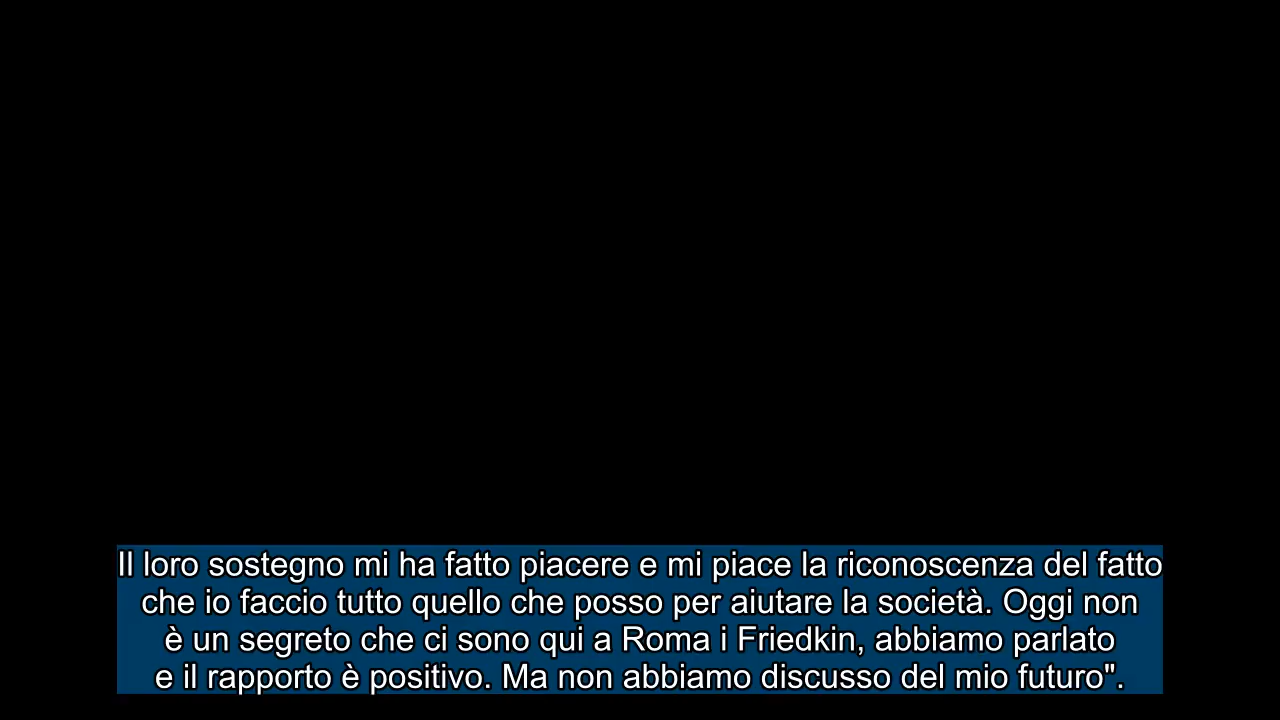 Il loro sostegno mi ha fatto piacere e mi piace la riconoscenza del fatto
che io faccio tutto quello che posso per aiutare la società. Oggi non
è un segreto che ci sono qui a Roma i Friedkin, abbiamo parlato
e il rapporto è positivo. Ma non abbiamo discusso del mio futuro".